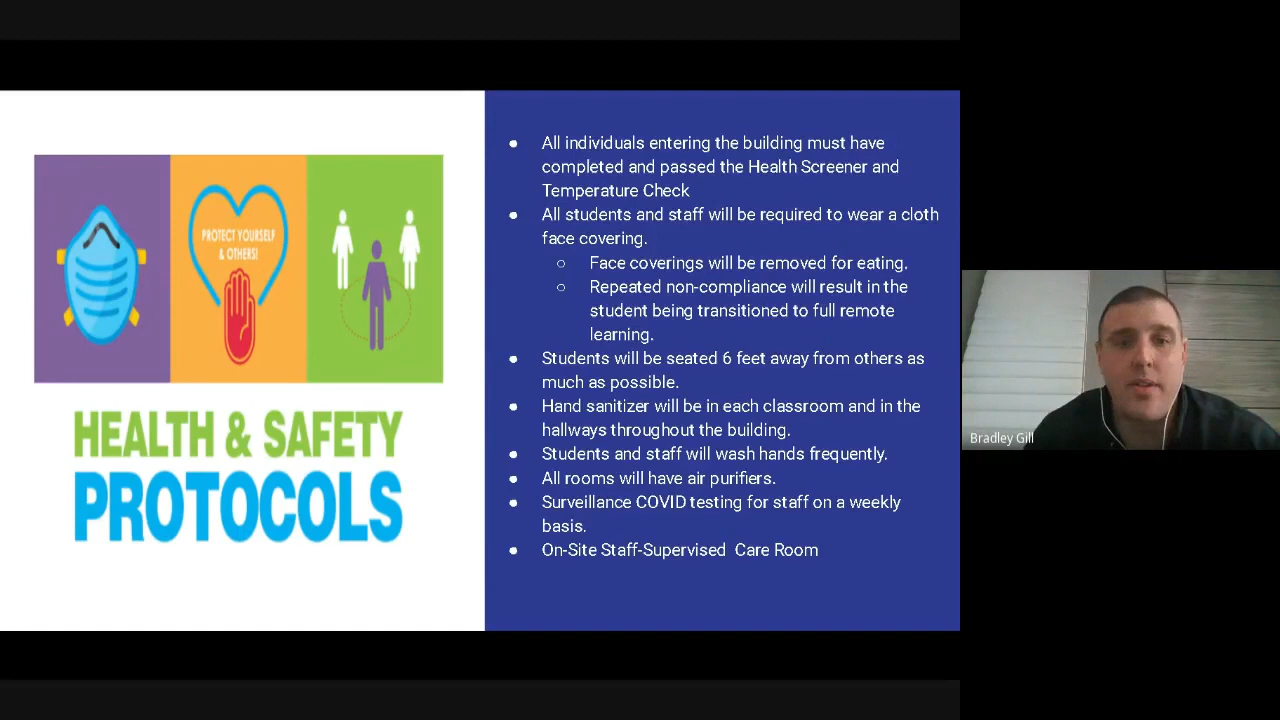 PROTECT YOURSELF
& OTHERS!
HEALTH & SAFETY
PROTOCOLS
● All individuals entering the building must have
completed and passed the Health Screener and
Temperature Check
● All students and staff will be required to wear a cloth
face covering.
○ Face coverings will be removed for eating.
○ Repeated non-compliance will result in the
student being transitioned to full remote
learning.
● Students will be seated 6 feet away from others as
much as possible.
● Hand sanitizer will be in each classroom and in the
hallways throughout the building.
● Students and staff will wash hands frequently.
● All rooms will have air purifiers.
● Surveillance COVID testing for staff on a weekly
basis.
● On-Site Staff-Supervised  Care Room
Bradley Gill